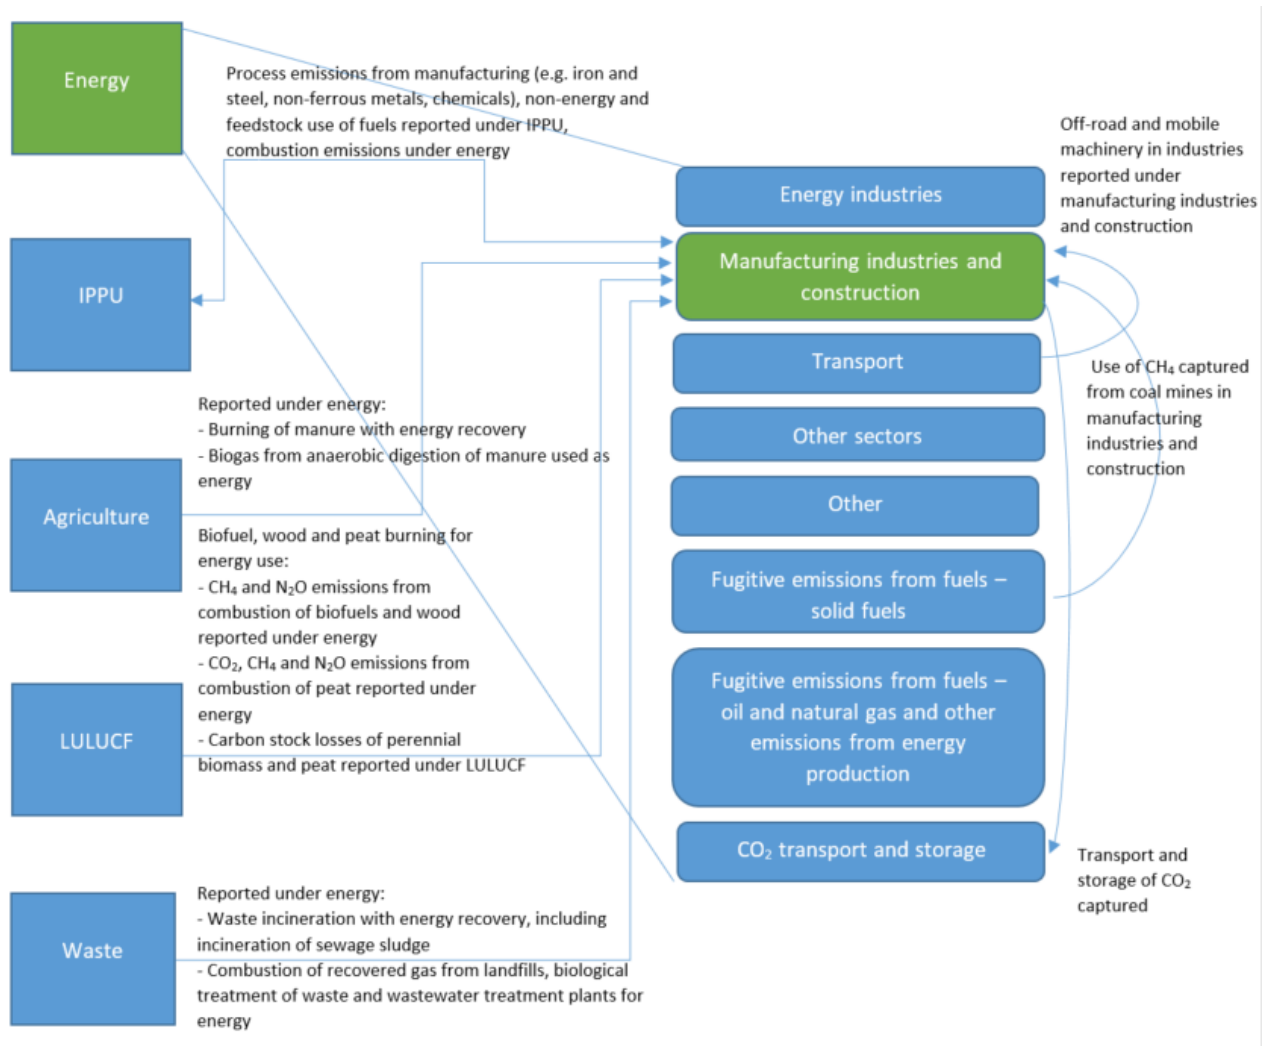 Energy
Process emissions from manufacturing (e.g. iron and
steel, non-ferrous metals, chemicals), non-energy and
feedstock use of fuels reported under IPPU,
combustion emissions under energy
Off-road and mobile
machinery in industries
reported under
manufacturing industries
and construction
Energy industries
IPPU
Manufacturing industries and
construction
Transport
Use of CH₄ captured
from coal mines in
manufacturing
industries and
construction
Reported under energy:
- Burning of manure with energy recovery
- Biogas from anaerobic digestion of manure used as
energy
Other sectors
Agriculture
Other
Biofuel, wood and peat burning for
energy use:
- CH₄ and N₂O emissions from
combustion of biofuels and wood
reported under energy
- CO₂, CH₄ and N₂O emissions from
combustion of peat reported under
energy
- Carbon stock losses of perennial
biomass and peat reported under LULUCF
Fugitive emissions from fuels –
solid fuels
LULUCF
Fugitive emissions from fuels –
oil and natural gas and other
emissions from energy
production
CO₂ transport and storage
Transport and
storage of CO₂
captured
Waste
Reported under energy:
- Waste incineration with energy recovery, including
incineration of sewage sludge
- Combustion of recovered gas from landfills, biological
treatment of waste and wastewater treatment plants for
energy